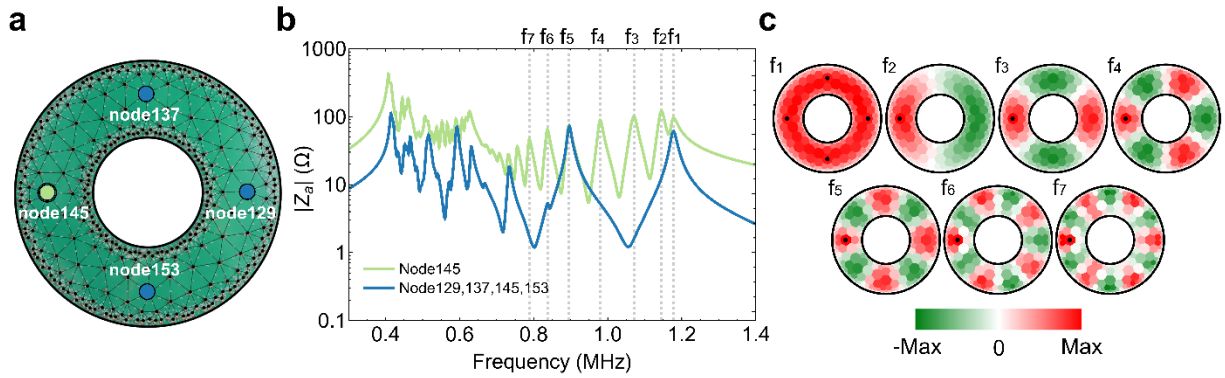 a
node137
node145
node129
node153
b
f7 f6 f5 f4 f3 f2 f1
1000
100
10
1
0.1
|Za| (Ω)
Node145
Node129,137,145,153
0.4 0.6 0.8 1.0 1.2 1.4
Frequency (MHz)
c
f1 f2 f3 f4
f5 f6 f7
-Max 0 Max